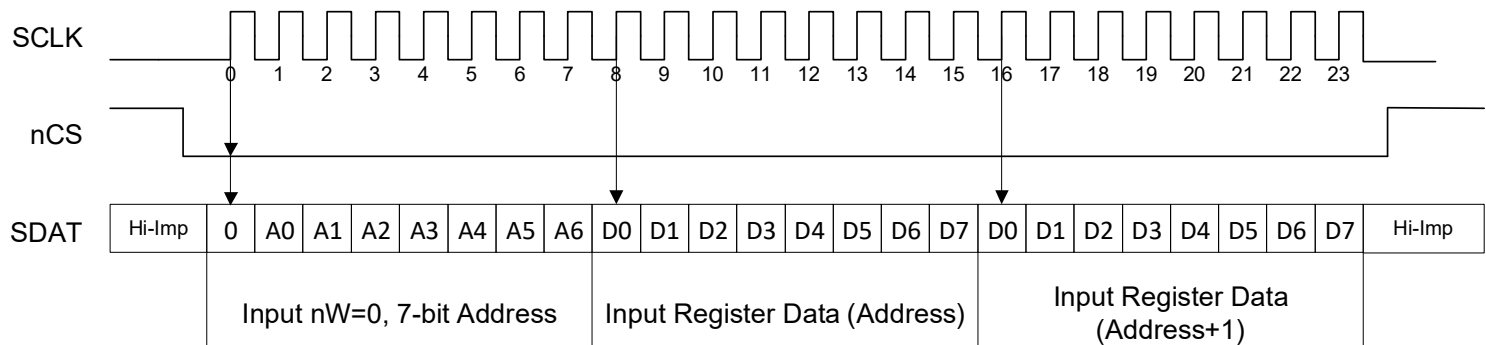 SCLK
0 1 2 3 4 5 6 7 8 9 10 11 12 13 14 15 16 17 18 19 20 21 22 23
nCS
SDAT Hi-Imp 0 A0 A1 A2 A3 A4 A5 A6 D0 D1 D2 D3 D4 D5 D6 D7 D0 D1 D2 D3 D4 D5 D6 D7 Hi-Imp
Input nW=0, 7-bit Address
Input Register Data (Address)
Input Register Data
(Address+1)